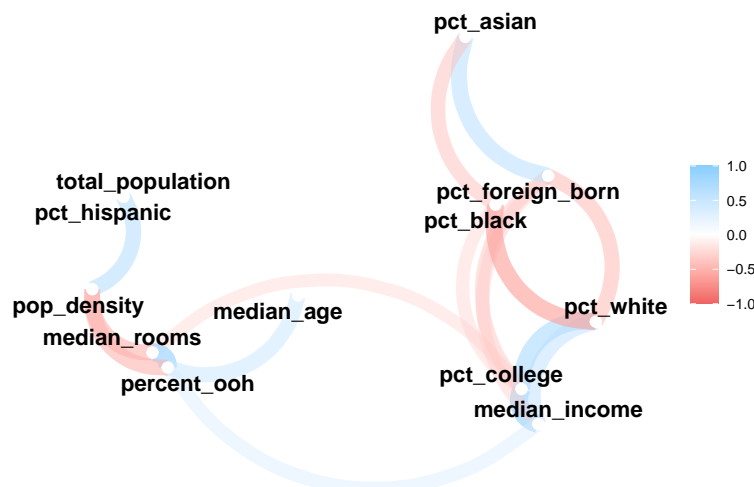 pct_asian
total_population
pct_hispanic
pct_foreign_born
pct_black
pop_density
median_rooms
median_age
percent_ooh
pct_white
pct_college
median_income
1.0
0.5
0.0
−0.5
−1.0